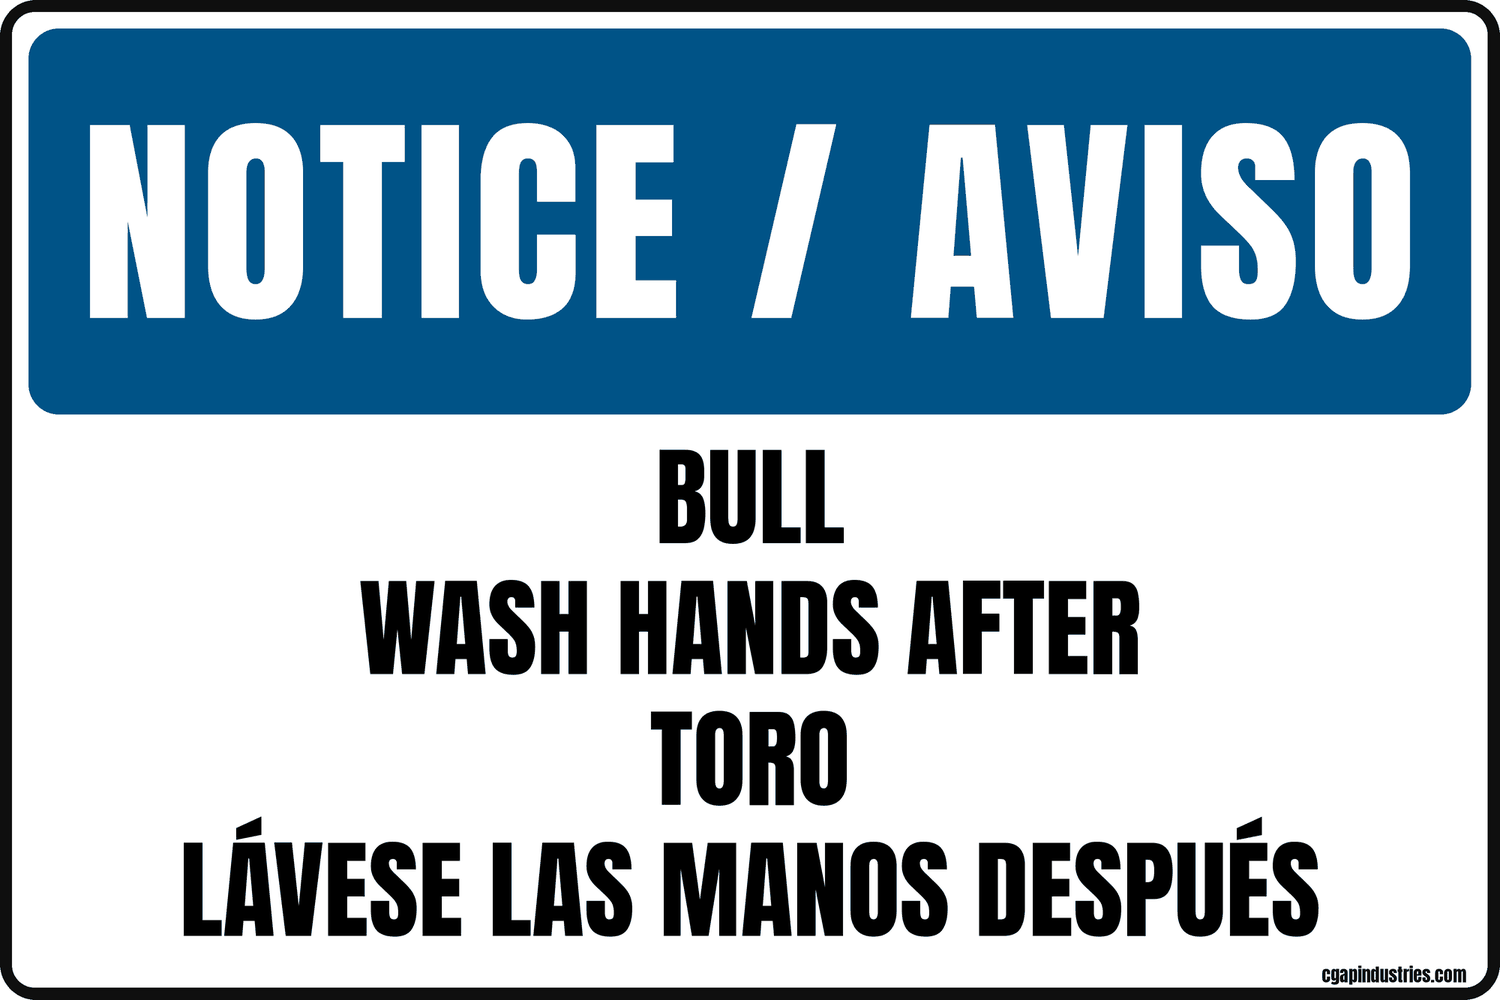 NOTICE / AVISO
BULL
WASH HANDS AFTER
TORO
LÁVESE LAS MANOS DESPUÉS
cgapindustries.com